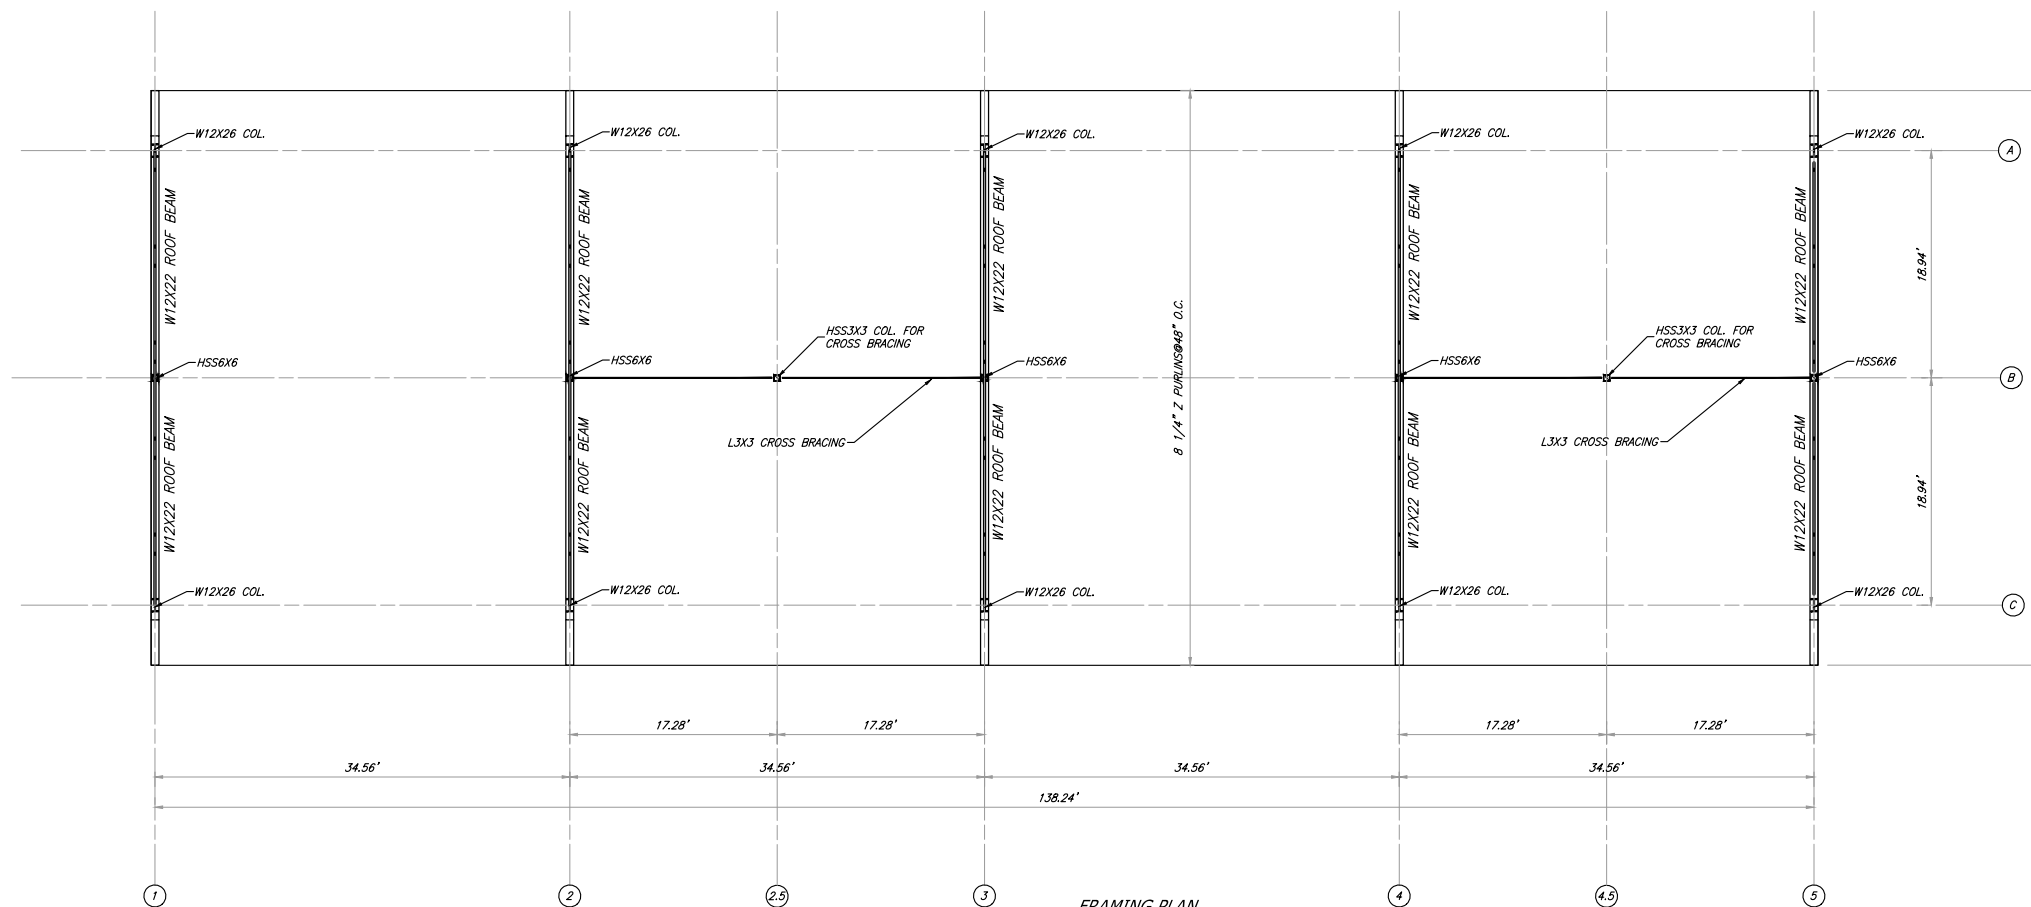 W12X26 COL.
W12X26 COL.
W12X26 COL.
W12X26 COL.
W12X26 COL.
A
W12X22 ROOF BEAM
W12X22 ROOF BEAM
W12X22 ROOF BEAM
W12X22 ROOF BEAM
W12X22 ROOF BEAM
18.94'
8 1/4" Z PURLINS@48" O.C.
HSS3X3 COL. FOR
CROSS BRACING
HSS3X3 COL. FOR
CROSS BRACING
HSS6X6
HSS6X6
HSS6X6
HSS6X6
HSS6X6
B
L3X3 CROSS BRACING
L3X3 CROSS BRACING
W12X22 ROOF BEAM
W12X22 ROOF BEAM
W12X22 ROOF BEAM
W12X22 ROOF BEAM
W12X22 ROOF BEAM
18.94'
W12X26 COL.
W12X26 COL.
W12X26 COL.
W12X26 COL.
W12X26 COL.
C
17.28'
17.28'
17.28'
17.28'
34.56'
34.56'
34.56'
34.56'
138.24'
1
2
2.5
3
4
4.5
5
FRAMING PLAN